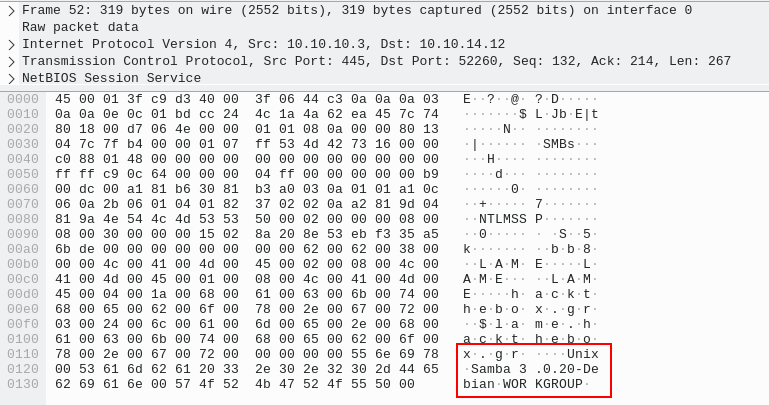 Frame 52: 319 bytes on wire (2552 bits), 319 bytes captured (2552 bits) on interface 0
Raw packet data
Internet Protocol Version 4, Src: 10.10.10.3, Dst: 10.10.14.12
Transmission Control Protocol, Src Port: 445, Dst Port: 52260, Seq: 132, Ack: 214, Len: 267
NetBIOS Session Service
0000 45 00 01 3f c9 d3 40 00 3f 06 44 c3 0a 0a 0a 03 E··?··@· ?·D·····
0010 0a 0a 0e 0c 01 bd cc 24 4c 1a 4a 62 ea 45 7c 74 ·······$ L·Jb·E|t
0020 80 18 00 d7 06 4e 00 00 01 01 08 0a 00 00 80 13 ·····N·· ········
0030 04 7c 7f b4 00 00 01 07 ff 53 4d 42 73 16 00 00 ·|······ ·SMBs···
0040 c0 88 01 48 00 00 00 00 00 00 00 00 00 00 00 00 ···H···· ········
0050 ff ff c9 0c 64 00 00 00 04 ff 00 00 00 00 00 b9 ····d··· ········
0060 00 dc 00 a1 81 b6 30 81 b3 a0 03 0a 01 01 a1 0c ······0· ········
0070 06 0a 2b 06 01 04 01 82 37 02 02 0a a2 81 9d 04 ··+····· 7·······
0080 81 9a 4e 54 4c 4d 53 53 50 00 02 00 00 00 08 00 ··NTLMSS P·······
0090 08 00 30 00 00 00 15 02 8a 20 8e 53 eb f3 35 a5 ··0····· · ·S··5·
00a0 6b de 00 00 00 00 00 00 00 00 62 00 62 00 38 00 k······· ··b·b·8·
00b0 00 00 4c 00 41 00 4d 00 45 00 02 00 08 00 4c 00 ··L·A·M· E·····L·
00c0 41 00 4d 00 45 00 01 00 08 00 4c 00 41 00 4d 00 A·M·E··· ··L·A·M·
00d0 45 00 04 00 1a 00 68 00 61 00 63 00 6b 00 74 00 E·····h· a·c·k·t·
00e0 68 00 65 00 62 00 6f 00 78 00 2e 00 67 00 72 00 h·e·b·o· x·.·g·r·
00f0 03 00 24 00 6c 00 61 00 6d 00 65 00 2e 00 68 00 ··$·l·a· m·e·.·h·
0100 61 00 63 00 6b 00 74 00 68 00 65 00 62 00 6f 00 a·c·k·t· h·e·b·o·
0110 78 00 2e 00 67 00 72 00 00 00 00 00 55 6e 69 78 x·.·g·r· ····Unix
0120 00 53 61 6d 62 61 20 33 2e 30 2e 32 30 2d 44 65 ·Samba 3 .0.20-De
0130 62 69 61 6e 00 57 4f 52 4b 47 52 4f 55 50 00 bian·WOR KGROUP·